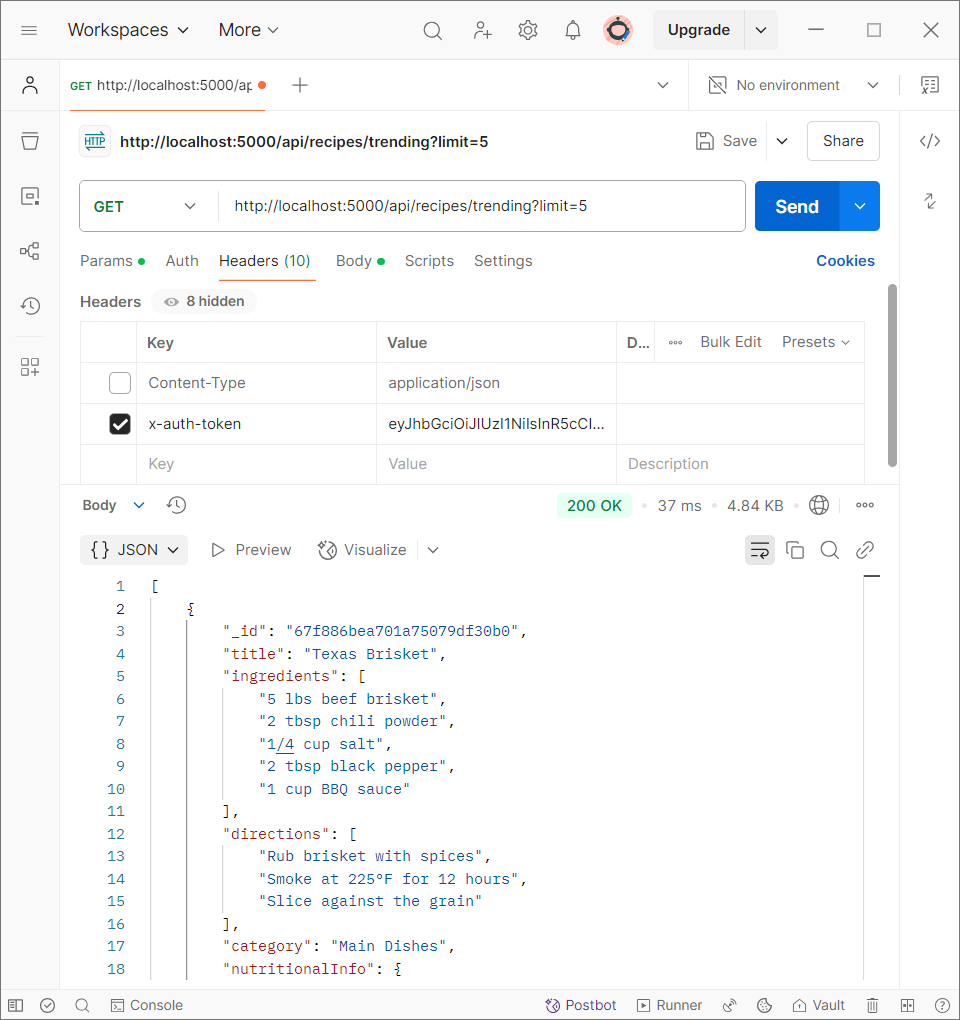 Workspaces More Upgrade
GET http://localhost:5000/ap No environment
HTTP http://localhost:5000/api/recipes/trending?limit=5 Save Share
GET http://localhost:5000/api/recipes/trending?limit=5 Send
Params Auth Headers (10) Body Scripts Settings Cookies
Headers 8 hidden
Key Value D... Bulk Edit Presets
Content-Type application/json
x-auth-token eyJhbGciOiJIUzI1NiIsInR5cCI...
Key Value Description
Body 200 OK 37 ms 4.84 KB
{} JSON Preview Visualize
1 [
2 {
3 "_id": "67f886bea701a75079df30b0",
4 "title": "Texas Brisket",
5 "ingredients": [
6 "5 lbs beef brisket",
7 "2 tbsp chili powder",
8 "1/4 cup salt",
9 "2 tbsp black pepper",
10 "1 cup BBQ sauce"
11 ],
12 "directions": [
13 "Rub brisket with spices",
14 "Smoke at 225°F for 12 hours",
15 "Slice against the grain"
16 ],
17 "category": "Main Dishes",
18 "nutritionalInfo": {
Console Postbot Runner Vault